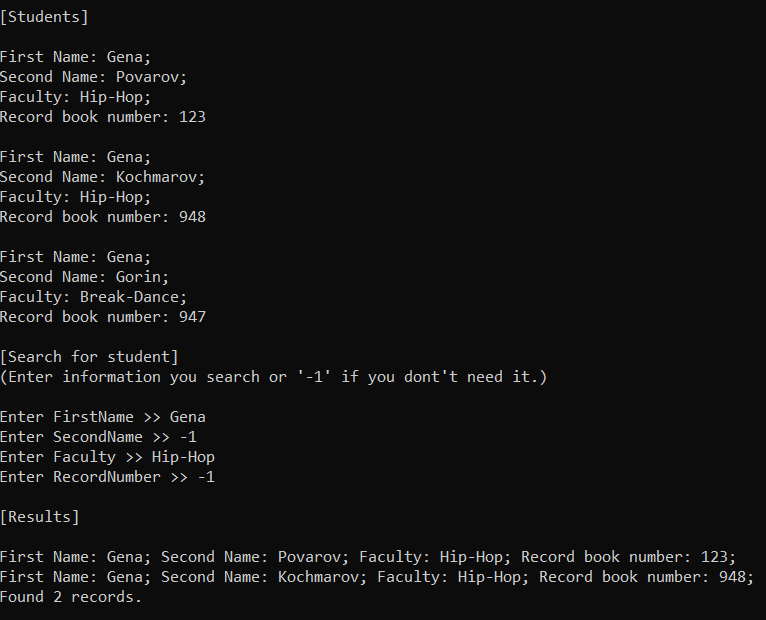 [Students]
First Name: Gena;
Second Name: Povarov;
Faculty: Hip-Hop;
Record book number: 123
First Name: Gena;
Second Name: Kochmarov;
Faculty: Hip-Hop;
Record book number: 948
First Name: Gena;
Second Name: Gorin;
Faculty: Break-Dance;
Record book number: 947
[Search for student]
(Enter information you search or '-1' if you dont't need it.)
Enter FirstName >> Gena
Enter SecondName >> -1
Enter Faculty >> Hip-Hop
Enter RecordNumber >> -1
[Results]
First Name: Gena; Second Name: Povarov; Faculty: Hip-Hop; Record book number: 123;
First Name: Gena; Second Name: Kochmarov; Faculty: Hip-Hop; Record book number: 948;
Found 2 records.